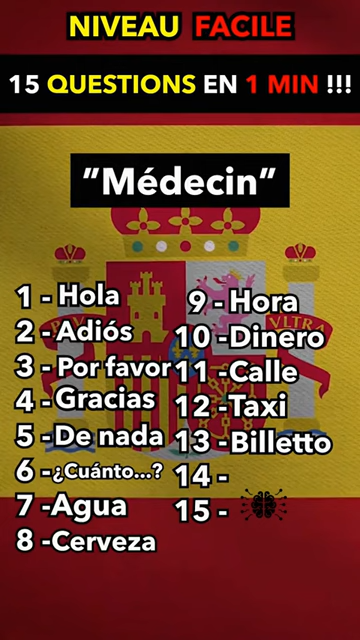 NIVEAU FACILE
15 QUESTIONS EN 1 MIN !!!
"Médecin"
1 - Hola
2 - Adiós
3 - Por favor
4 - Gracias
5 - De nada
6 - ¿Cuánto...?
7 - Agua
8 - Cerveza
9 - Hora
10 - Dinero
11 - Calle
12 - Taxi
13 - Billetto
14 -
15 -
VLTRA